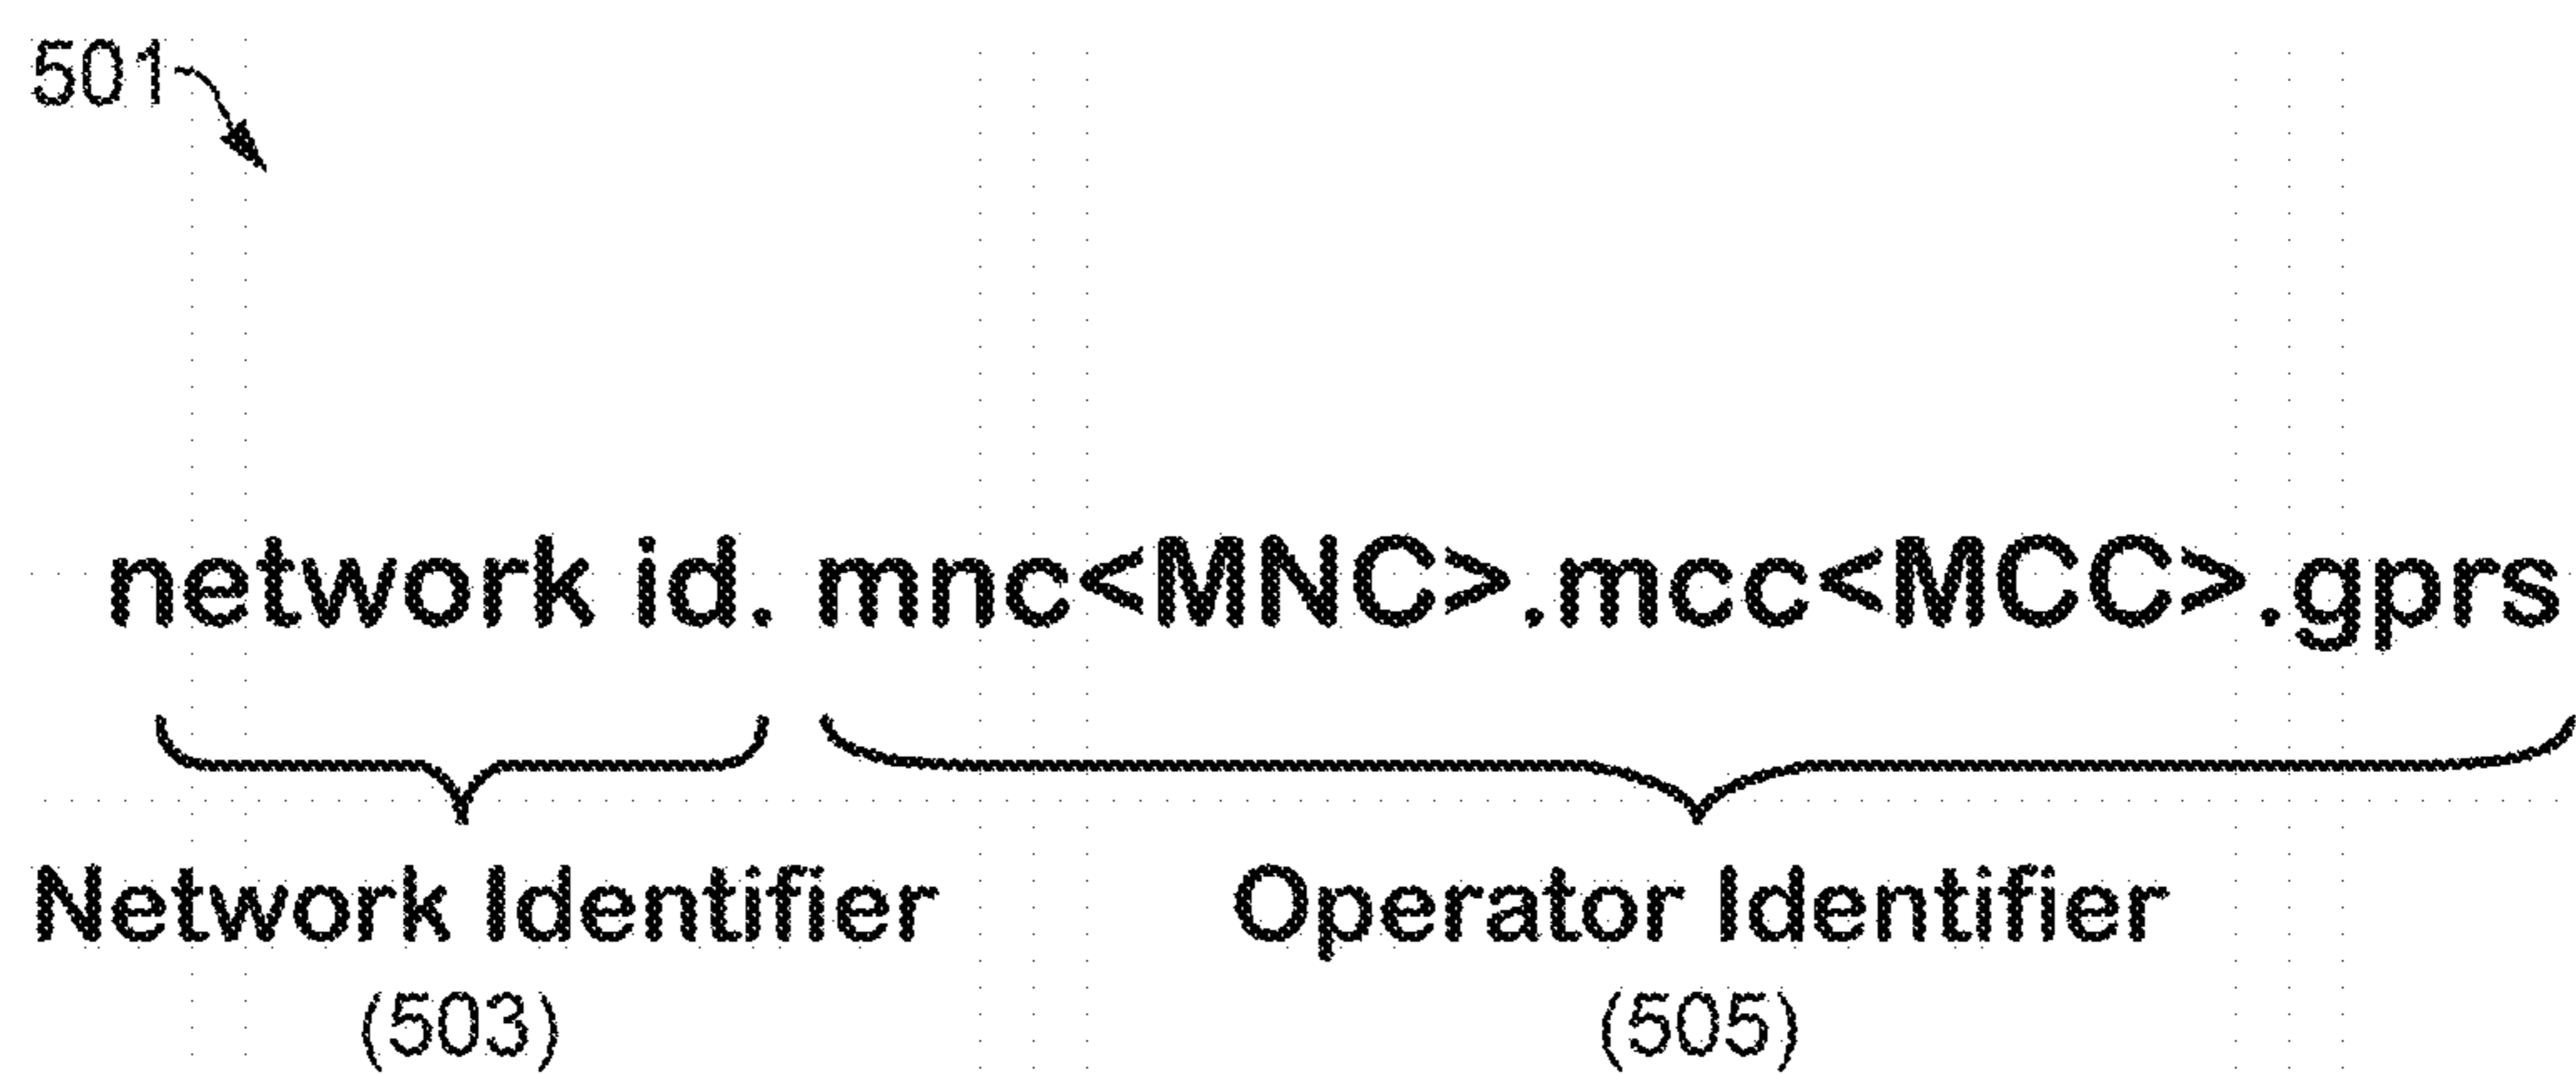 501
network id. mnc<MNC>.mcc<MCC>.gprs
Network Identifier Operator Identifier
(503) (505)